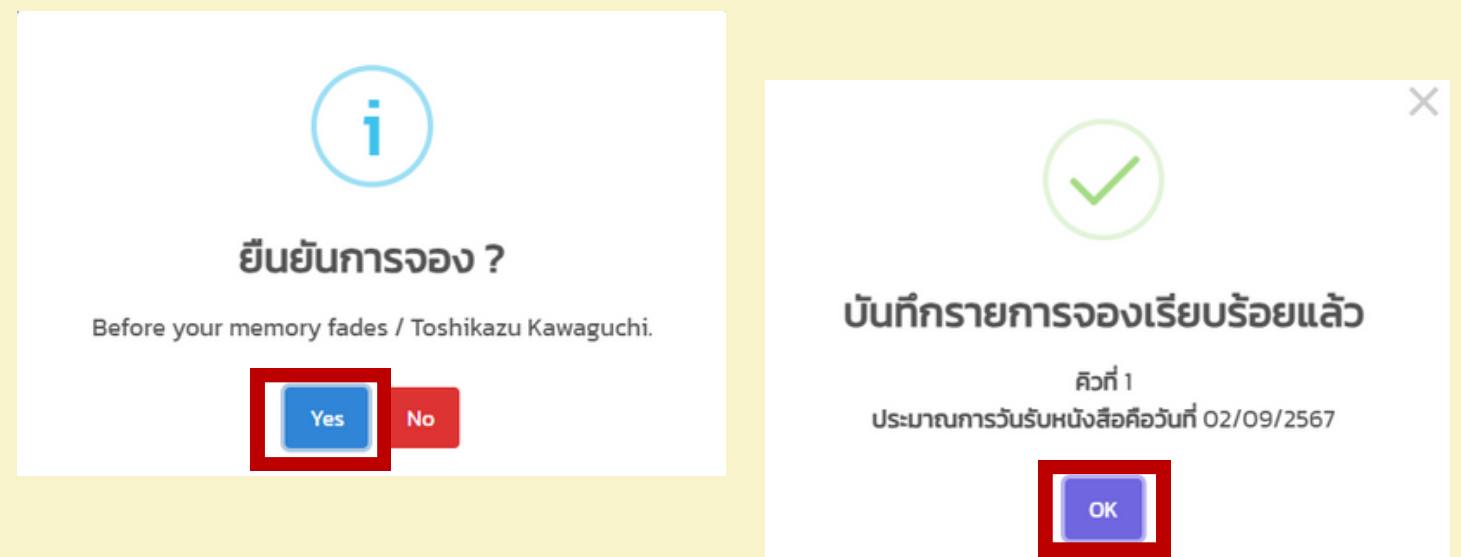 ยืนยันการจอง ?
Before your memory fades / Toshikazu Kawaguchi.
Yes
No
บันทึกรายการจองเรียบร้อยแล้ว
คิวที่ 1
ประมาณการวันรับหนังสือคือวันที่ 02/09/2567
OK